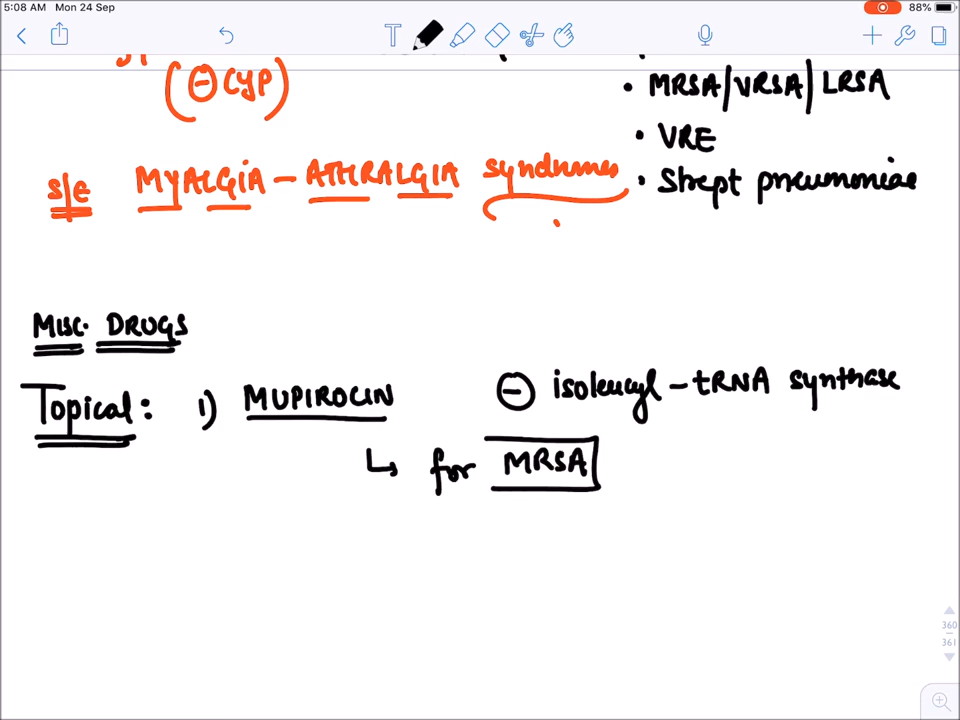 5:08 AM Mon 24 Sep
88%
T
(⊖ CYP)
• MRSA/VRSA/LRSA
• VRE
• Strept pneumoniae
S/E MYALGIA - ATHRALGIA syndromes
Misc. DRUGS
Topical: 1) MUPIROCIN ⊖ isoleucyl - tRNA synthase
↳ for MRSA
360
361